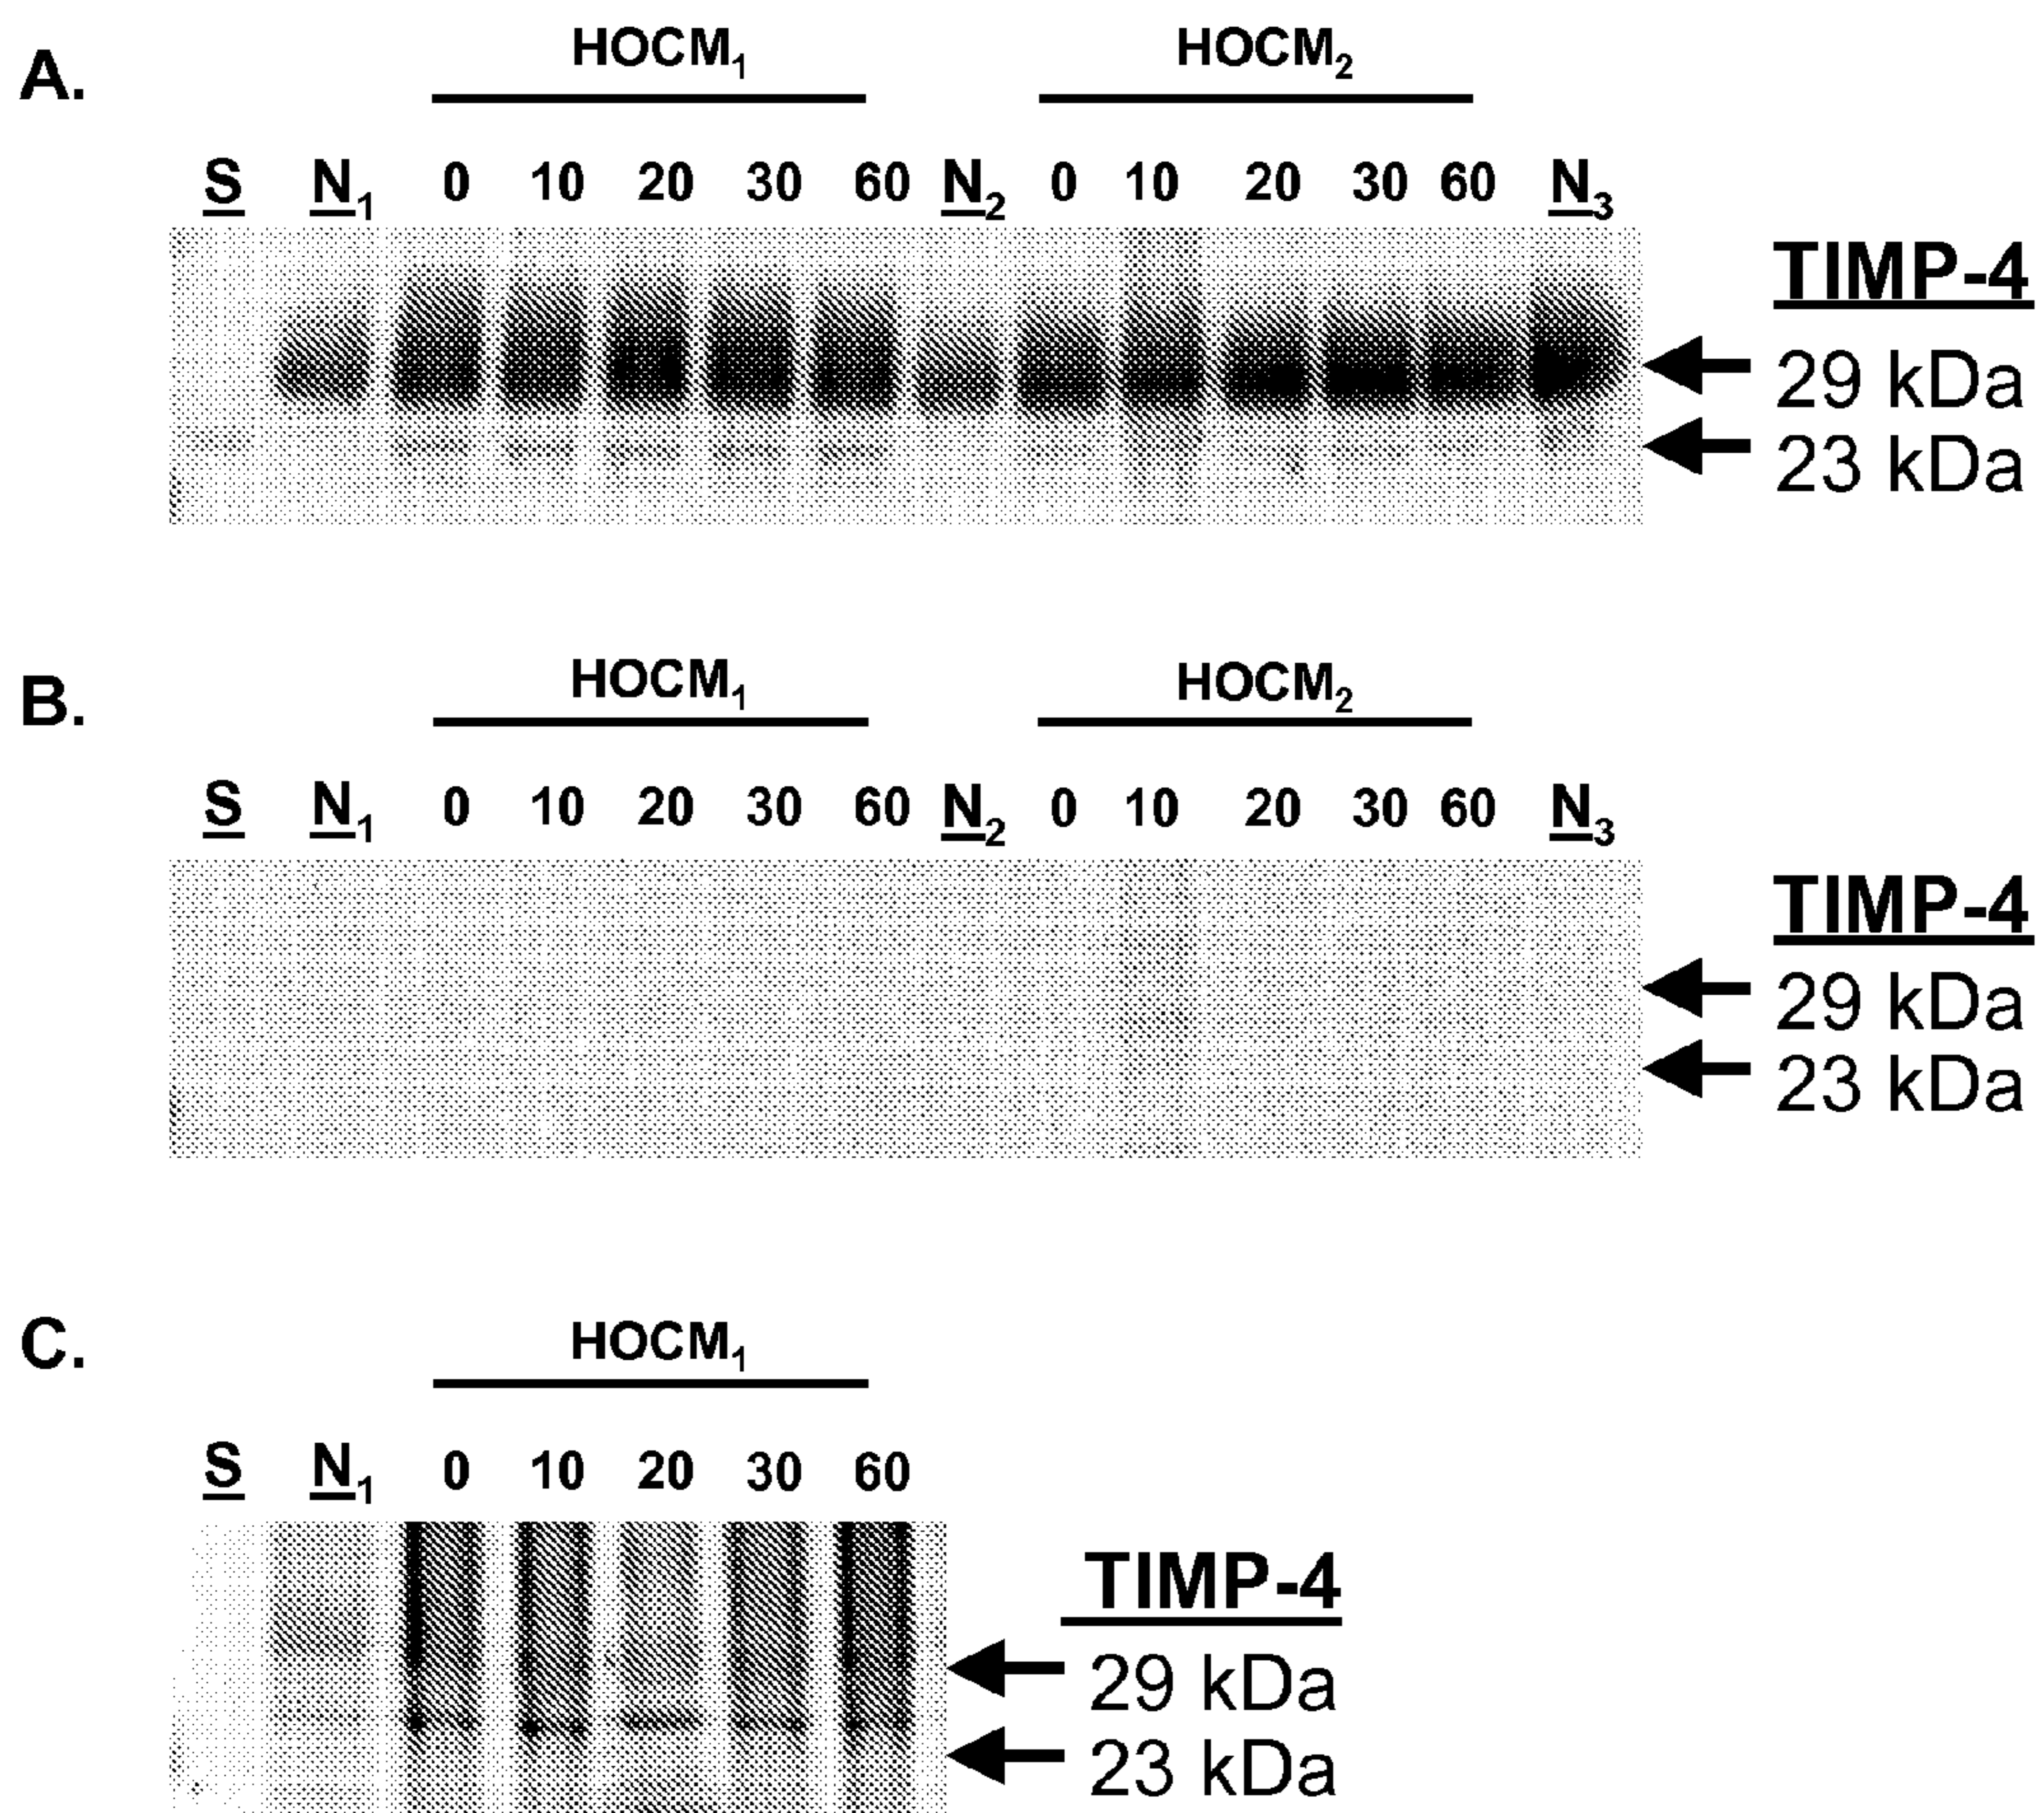 A.
HOCM₁ HOCM₂
S N₁ 0 10 20 30 60 N₂ 0 10 20 30 60 N₃
TIMP-4
29 kDa
23 kDa
B.
HOCM₁ HOCM₂
S N₁ 0 10 20 30 60 N₂ 0 10 20 30 60 N₃
TIMP-4
29 kDa
23 kDa
C.
HOCM₁
S N₁ 0 10 20 30 60
TIMP-4
29 kDa
23 kDa